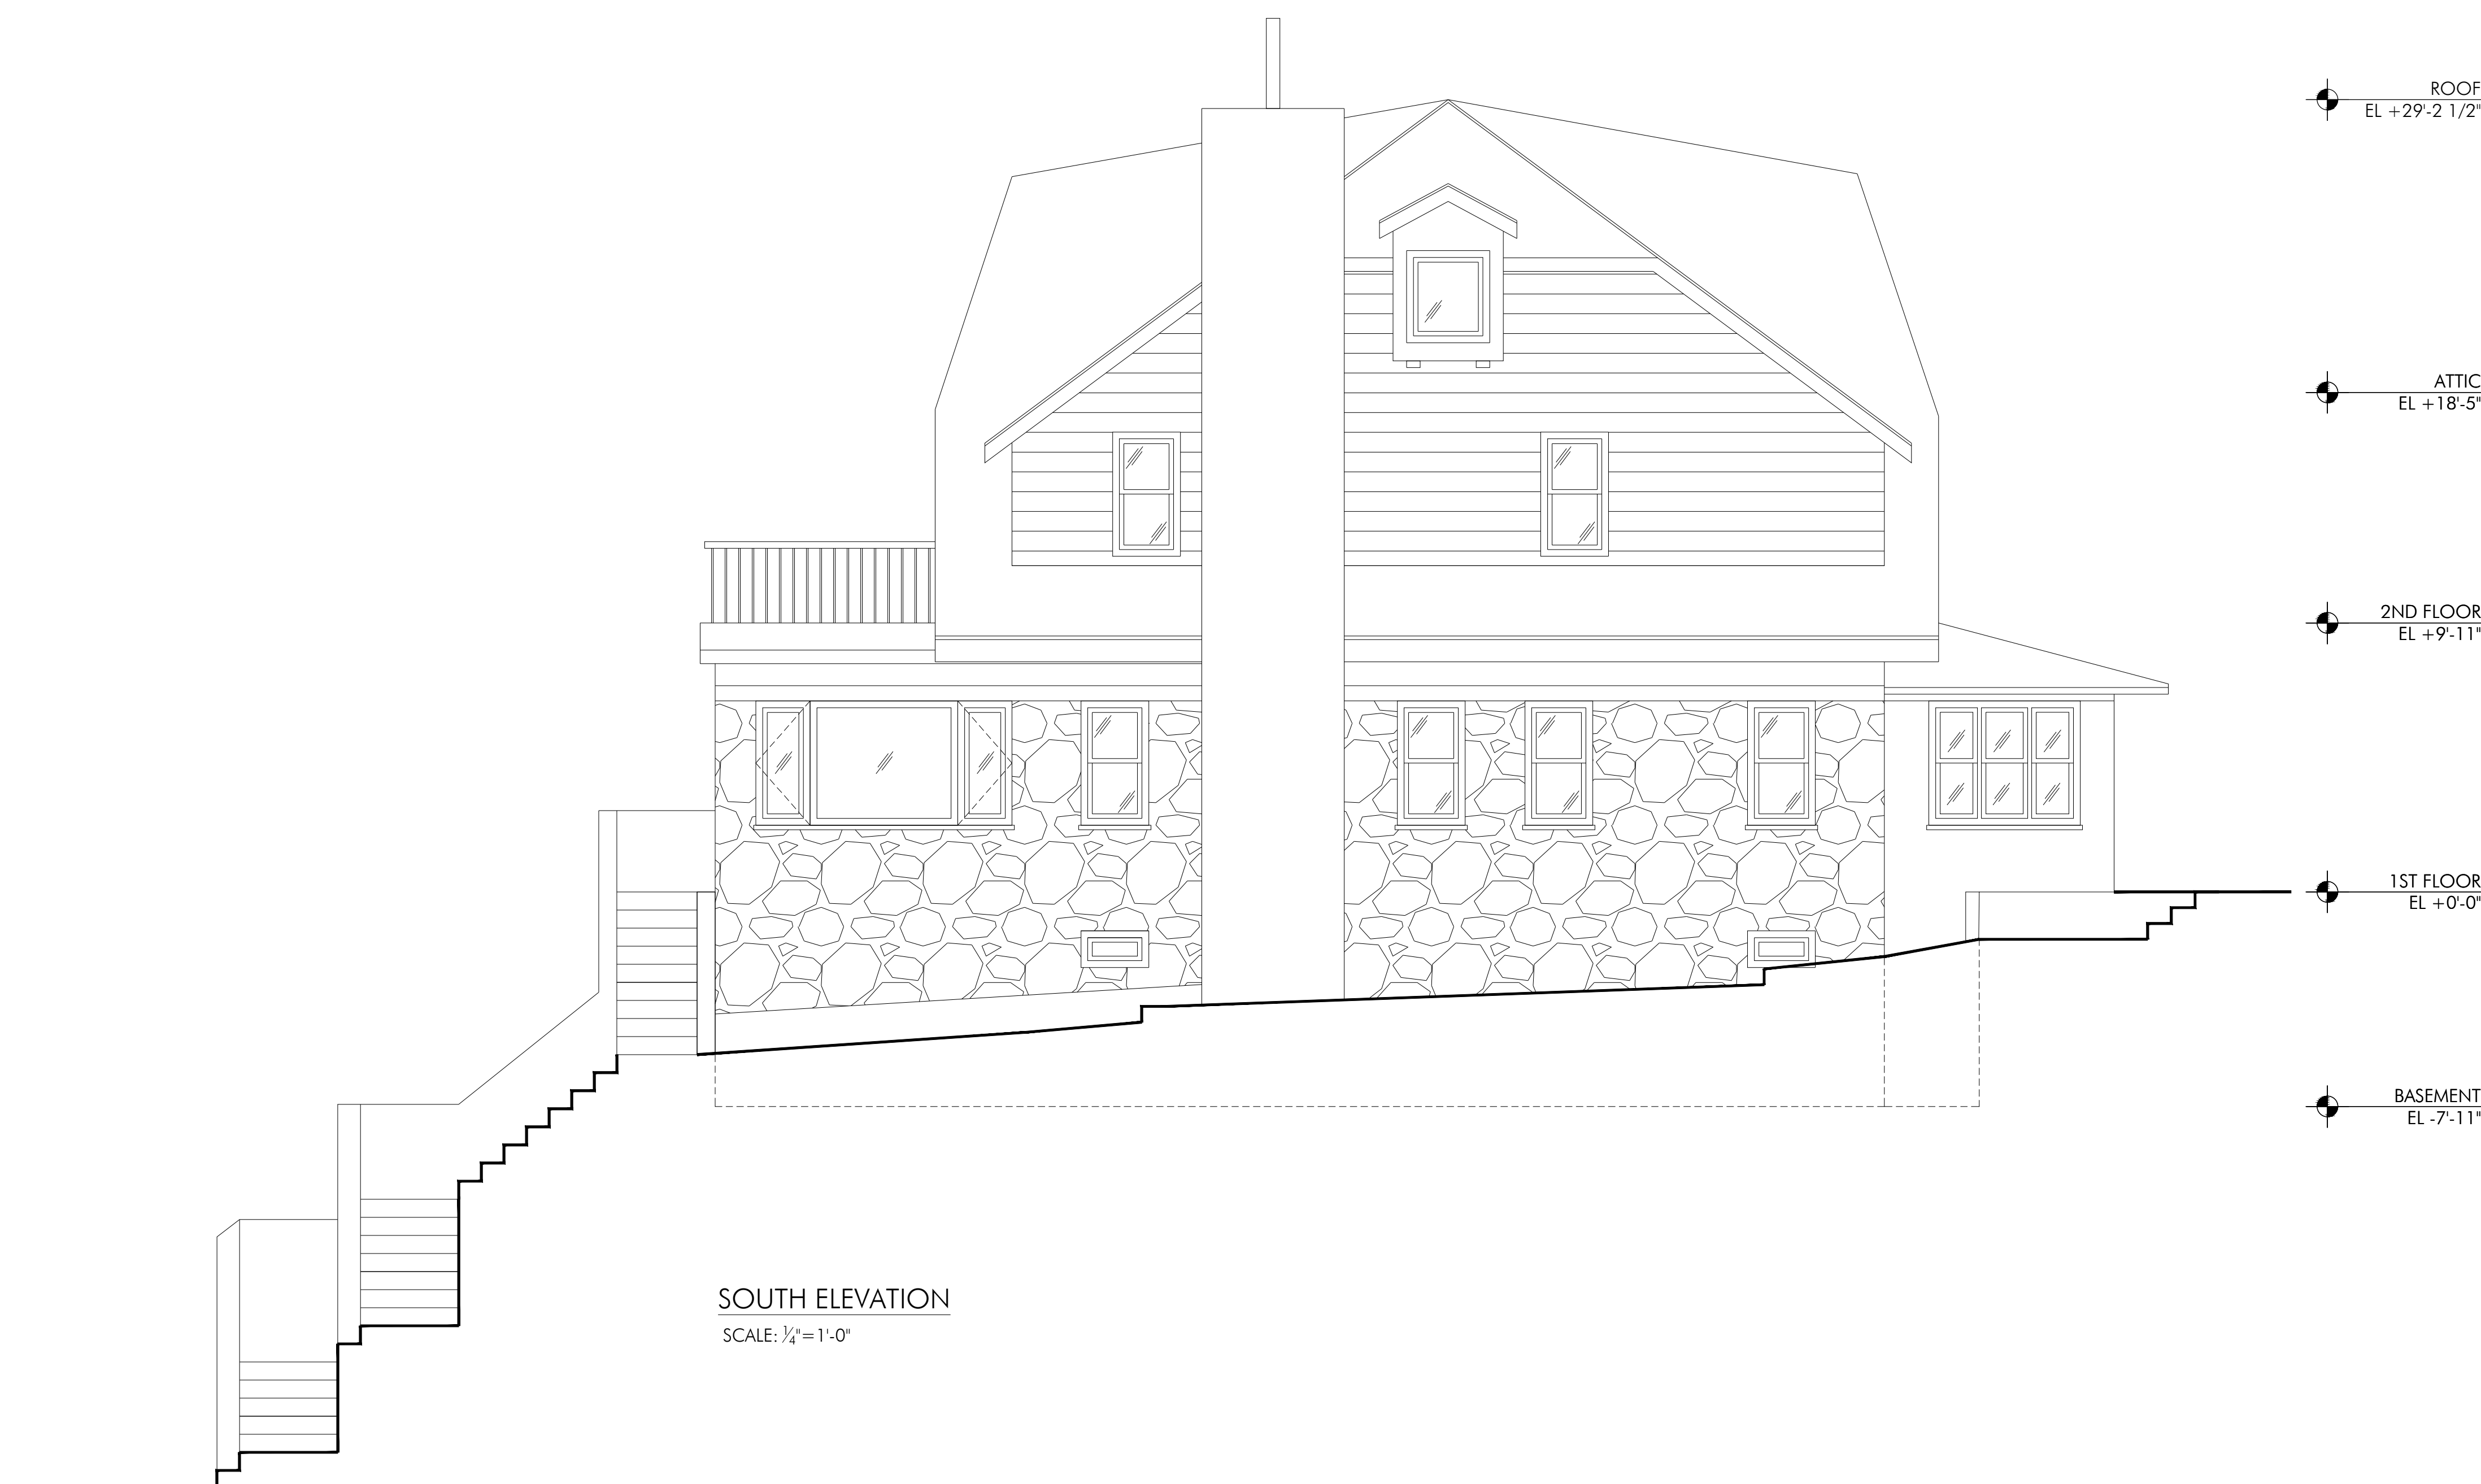 ROOF
EL +29'-2 1/2"
ATTIC
EL +18'-5"
2ND FLOOR
EL +9'-11"
1ST FLOOR
EL +0'-0"
BASEMENT
EL -7'-11"
SOUTH ELEVATION
SCALE: 1/4"=1'-0"